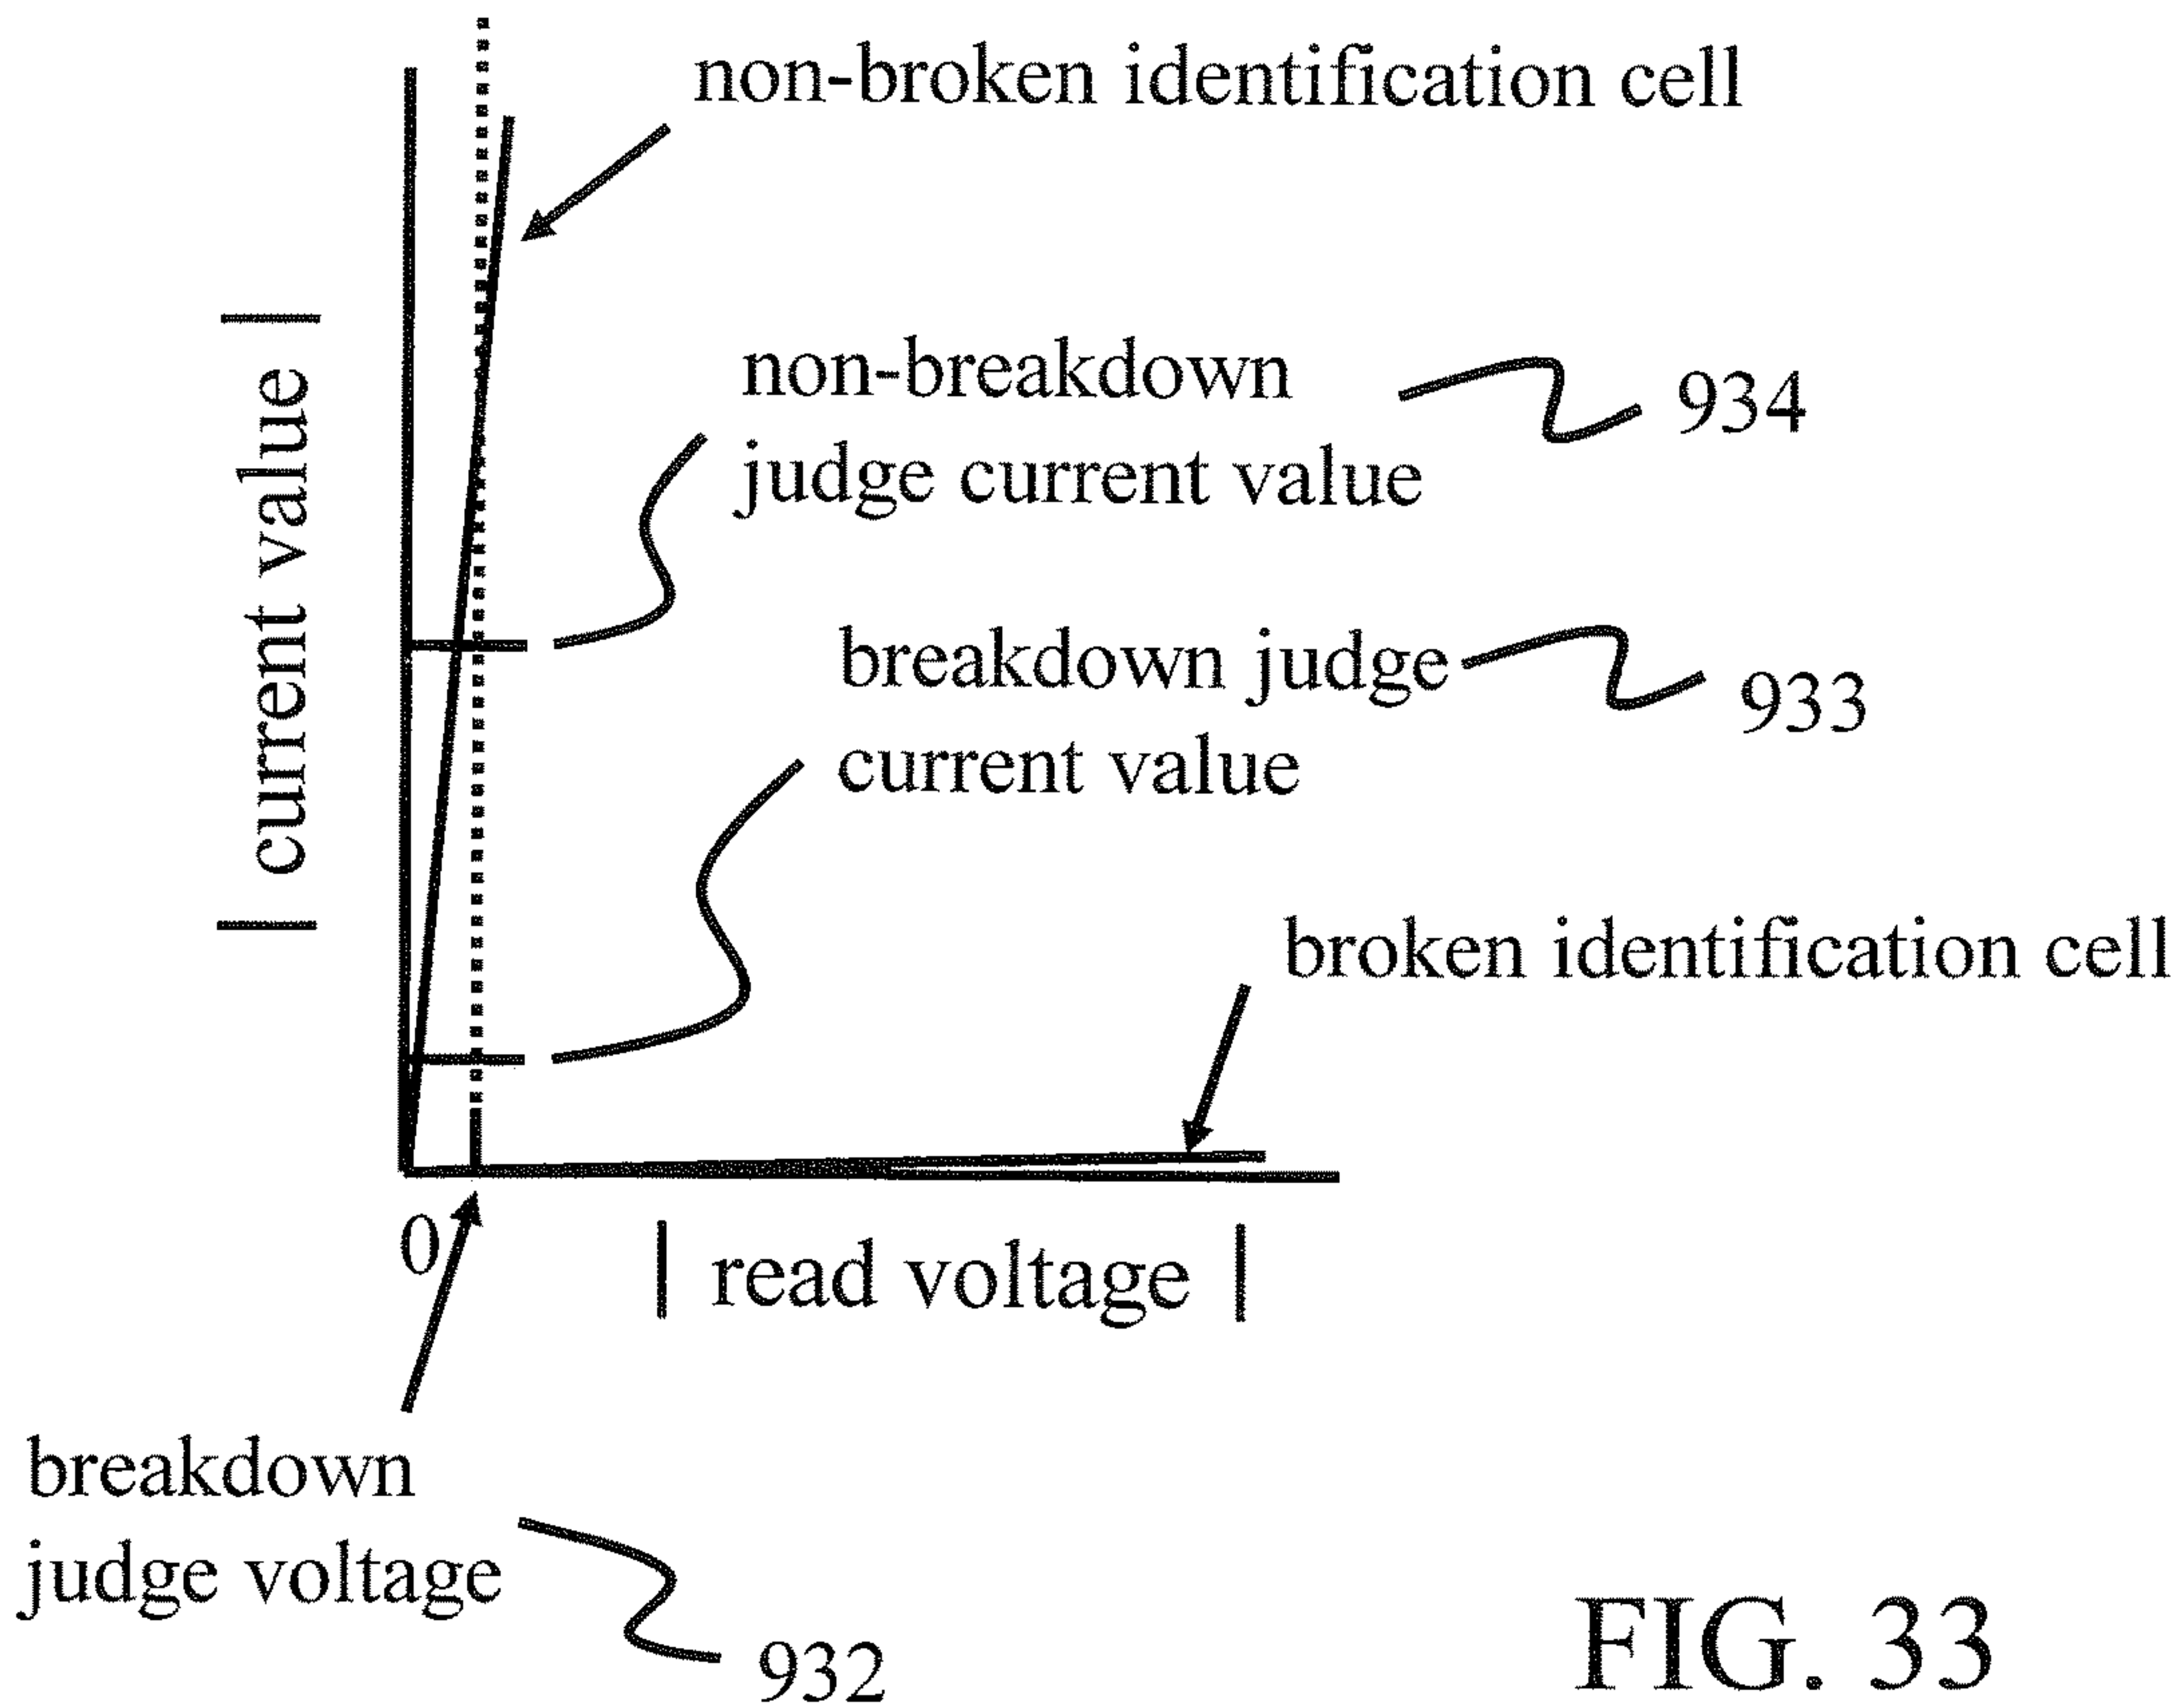 non-broken identification cell
non-breakdown
judge current value
934
breakdown judge
current value
933
| current value |
broken identification cell
0
| read voltage |
breakdown
judge voltage
932
FIG. 33